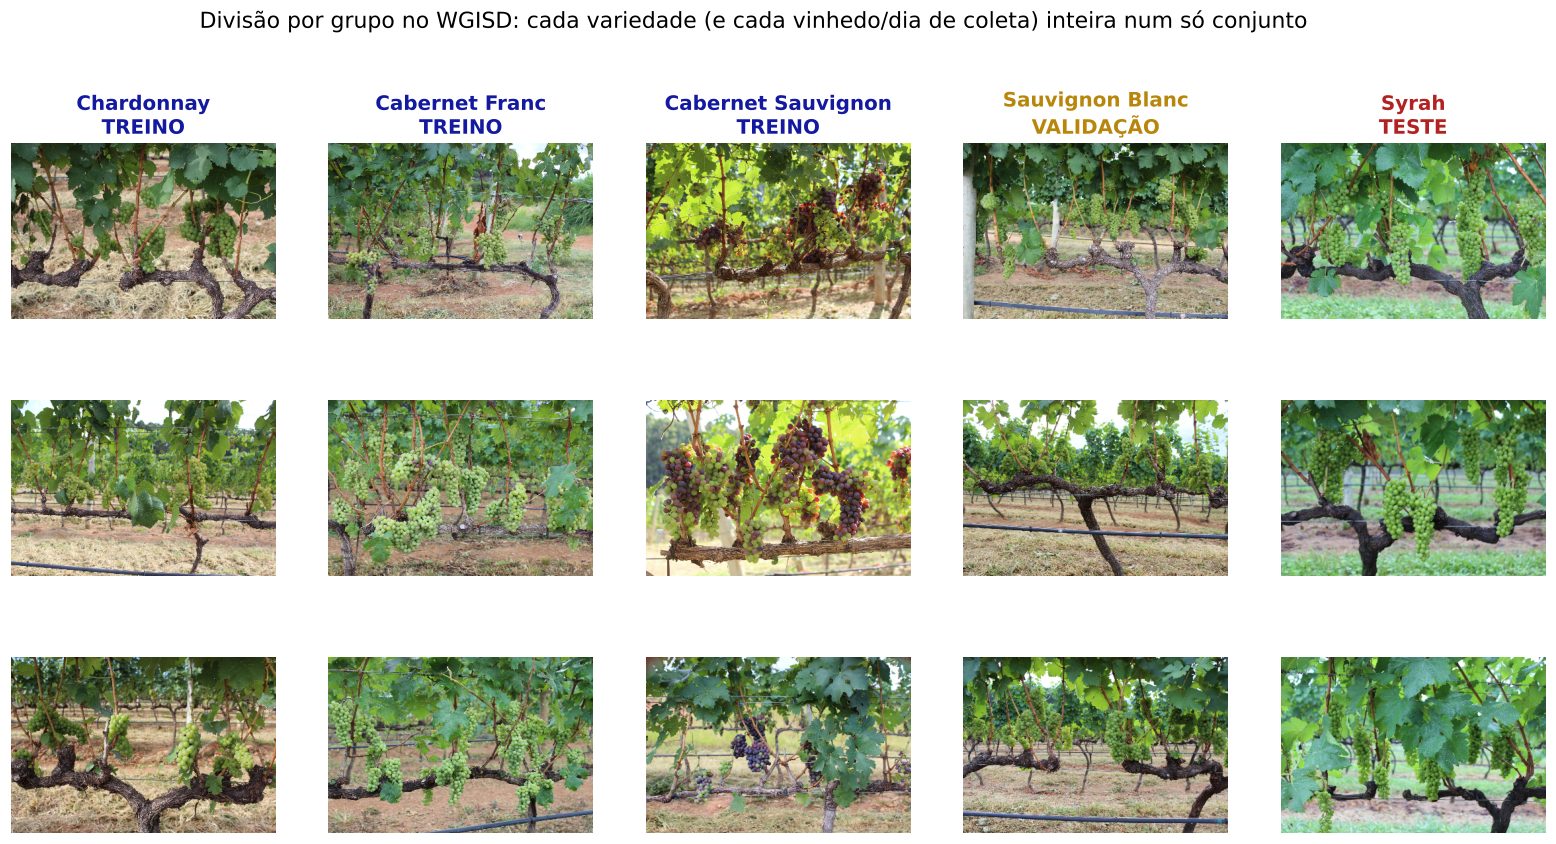 Divisão por grupo no WGISD: cada variedade (e cada vinhedo/dia de coleta) inteira num só conjunto
Chardonnay
TREINO
Cabernet Franc
TREINO
Cabernet Sauvignon
TREINO
Sauvignon Blanc
VALIDAÇÃO
Syrah
TESTE